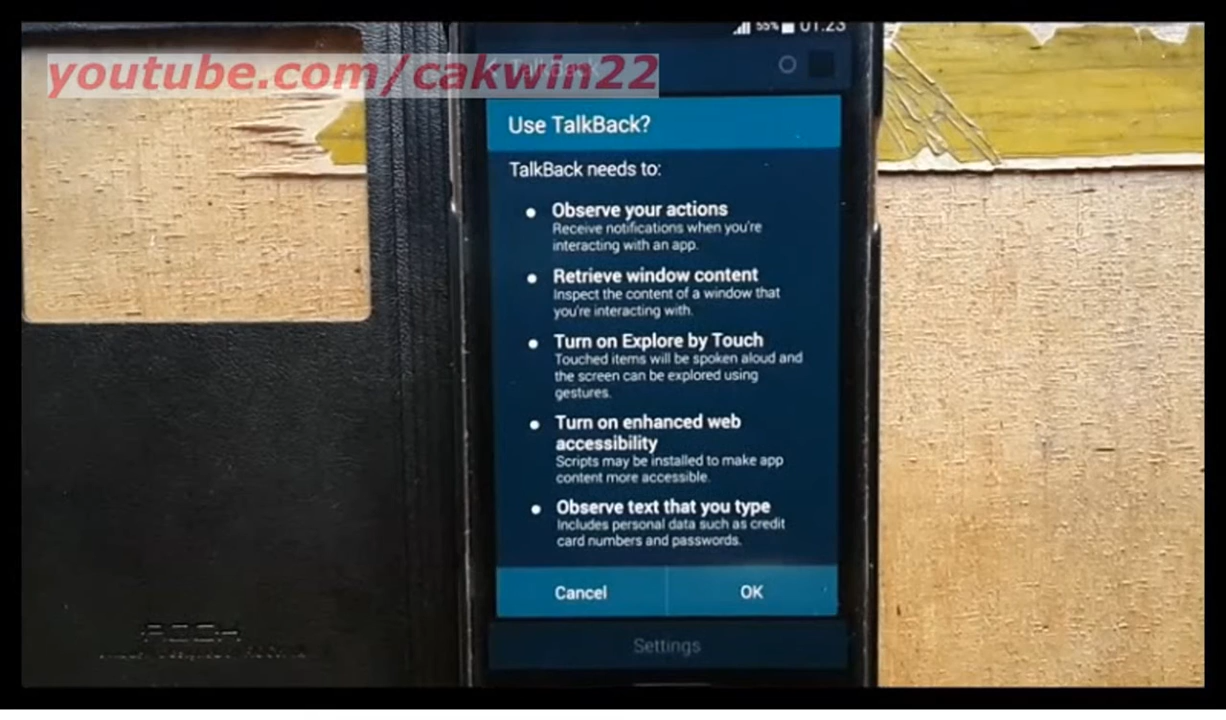 55% 01:23
youtube.com/cakwin22
TalkBack
Use TalkBack?
TalkBack needs to:
Observe your actions
Receive notifications when you're
interacting with an app.
Retrieve window content
Inspect the content of a window that
you're interacting with.
Turn on Explore by Touch
Touched items will be spoken aloud and
the screen can be explored using
gestures.
Turn on enhanced web
accessibility
Scripts may be installed to make app
content more accessible.
Observe text that you type
Includes personal data such as credit
card numbers and passwords.
Cancel OK
Settings